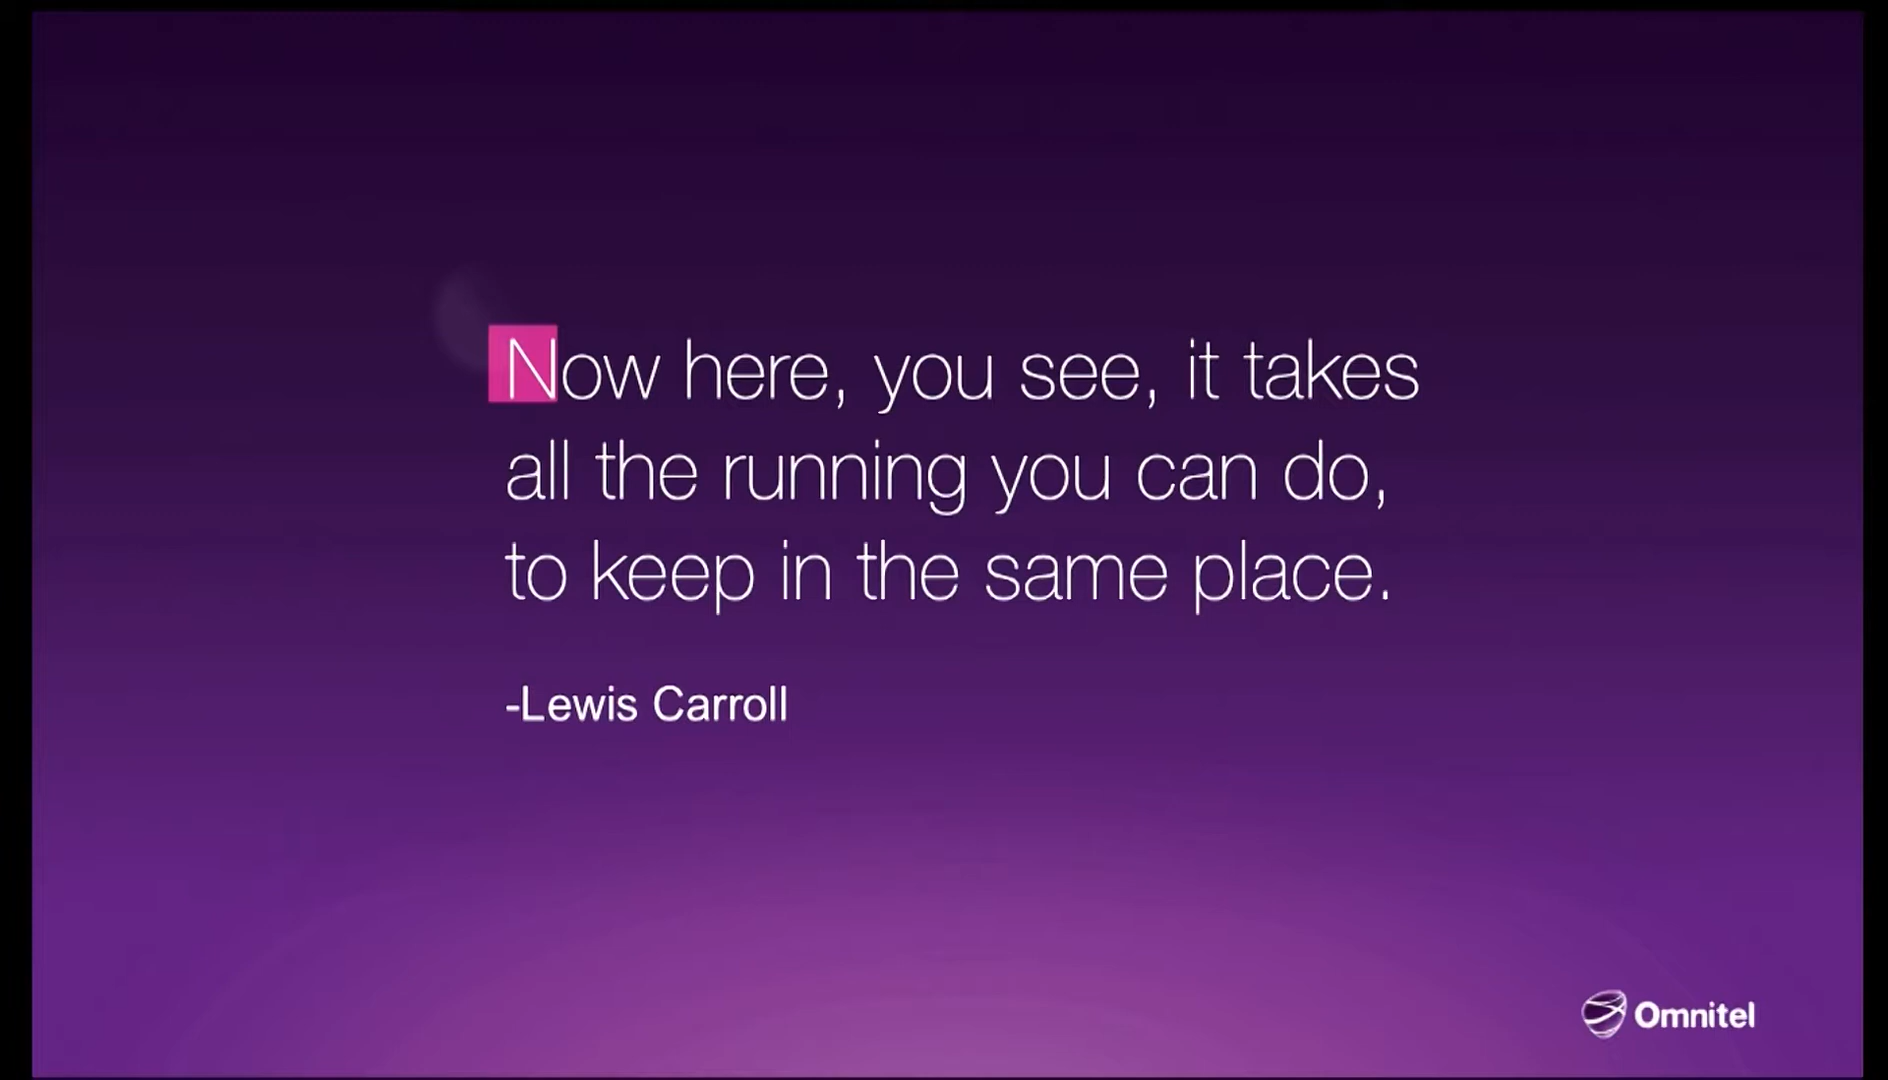 Now here, you see, it takes
all the running you can do,
to keep in the same place.
-Lewis Carroll
Omnitel